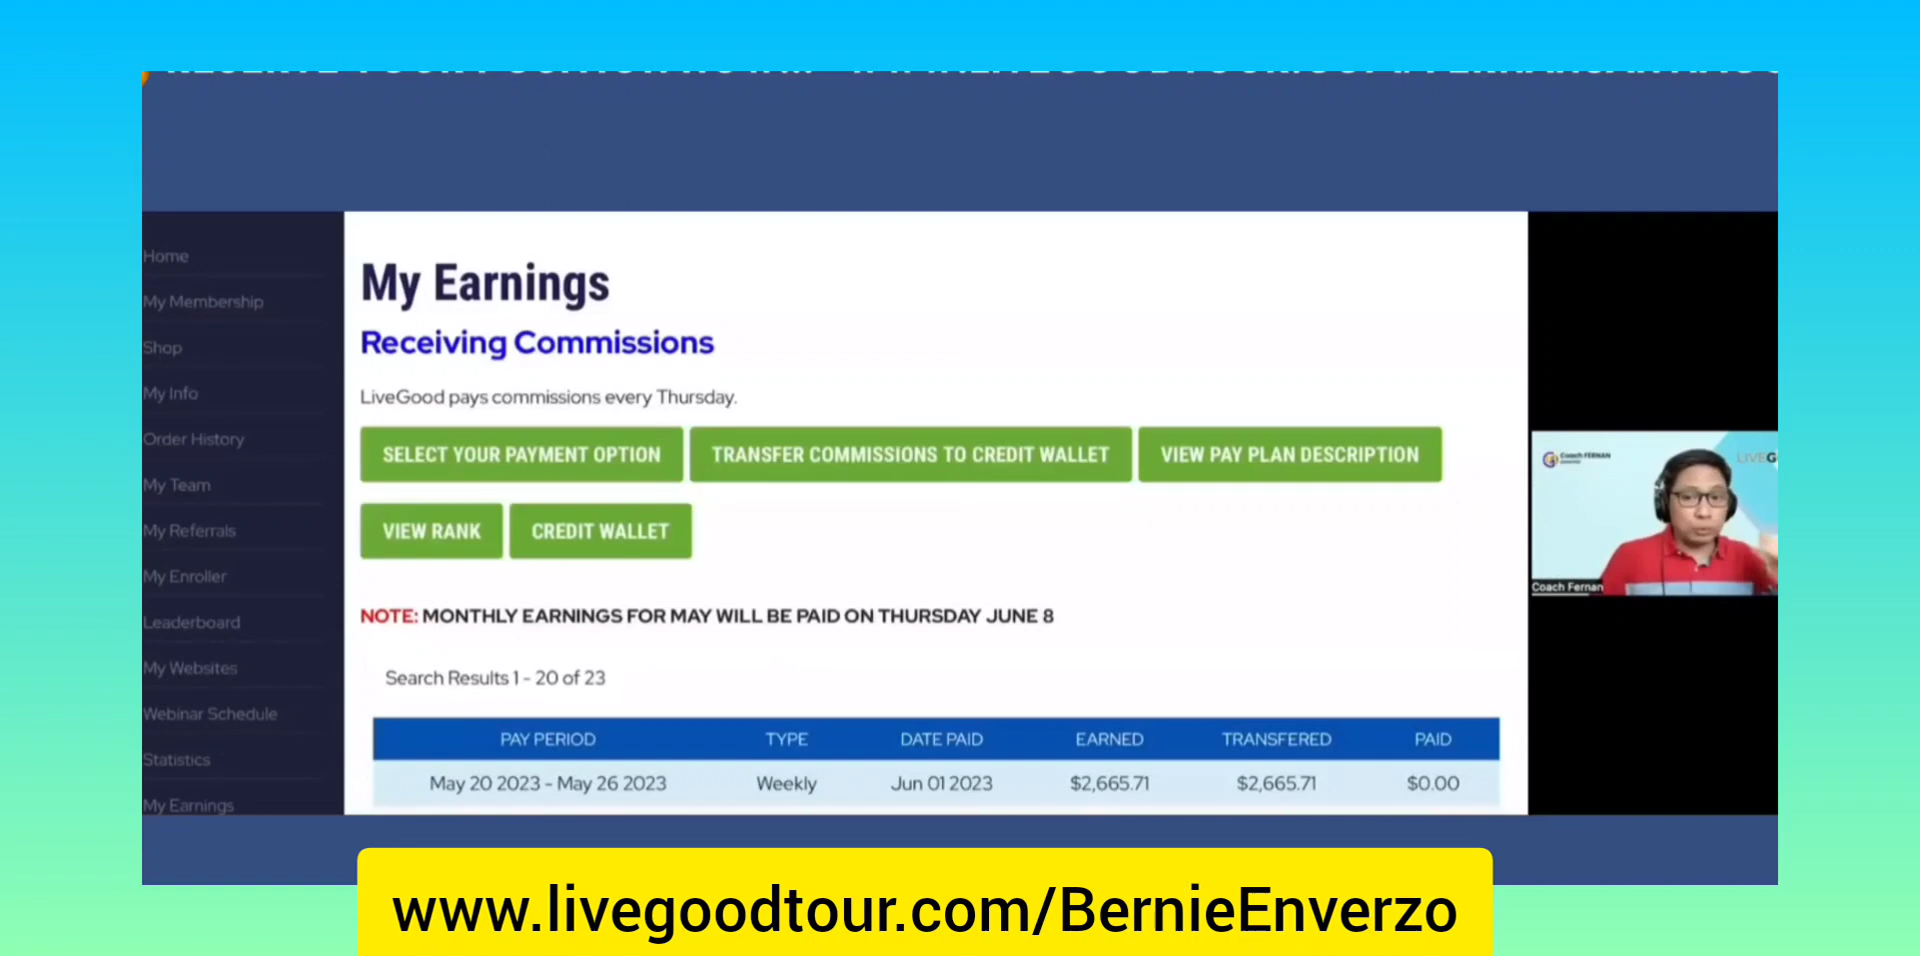 My Earnings
Receiving Commissions
LiveGood pays commissions every Thursday.
SELECT YOUR PAYMENT OPTION
TRANSFER COMMISSIONS TO CREDIT WALLET
VIEW PAY PLAN DESCRIPTION
VIEW RANK
CREDIT WALLET
NOTE: MONTHLY EARNINGS FOR MAY WILL BE PAID ON THURSDAY JUNE 8
Search Results 1 - 20 of 23
PAY PERIOD TYPE DATE PAID EARNED TRANSFERED PAID
May 20 2023 - May 26 2023 Weekly Jun 01 2023 $2,665.71 $2,665.71 $0.00
Home
My Membership
Shop
My Info
Order History
My Team
My Referrals
My Enroller
Leaderboard
My Websites
Webinar Schedule
Statistics
My Earnings
Coach FERNAN
LIVEG
Coach Fernan
www.livegoodtour.com/BernieEnverzo